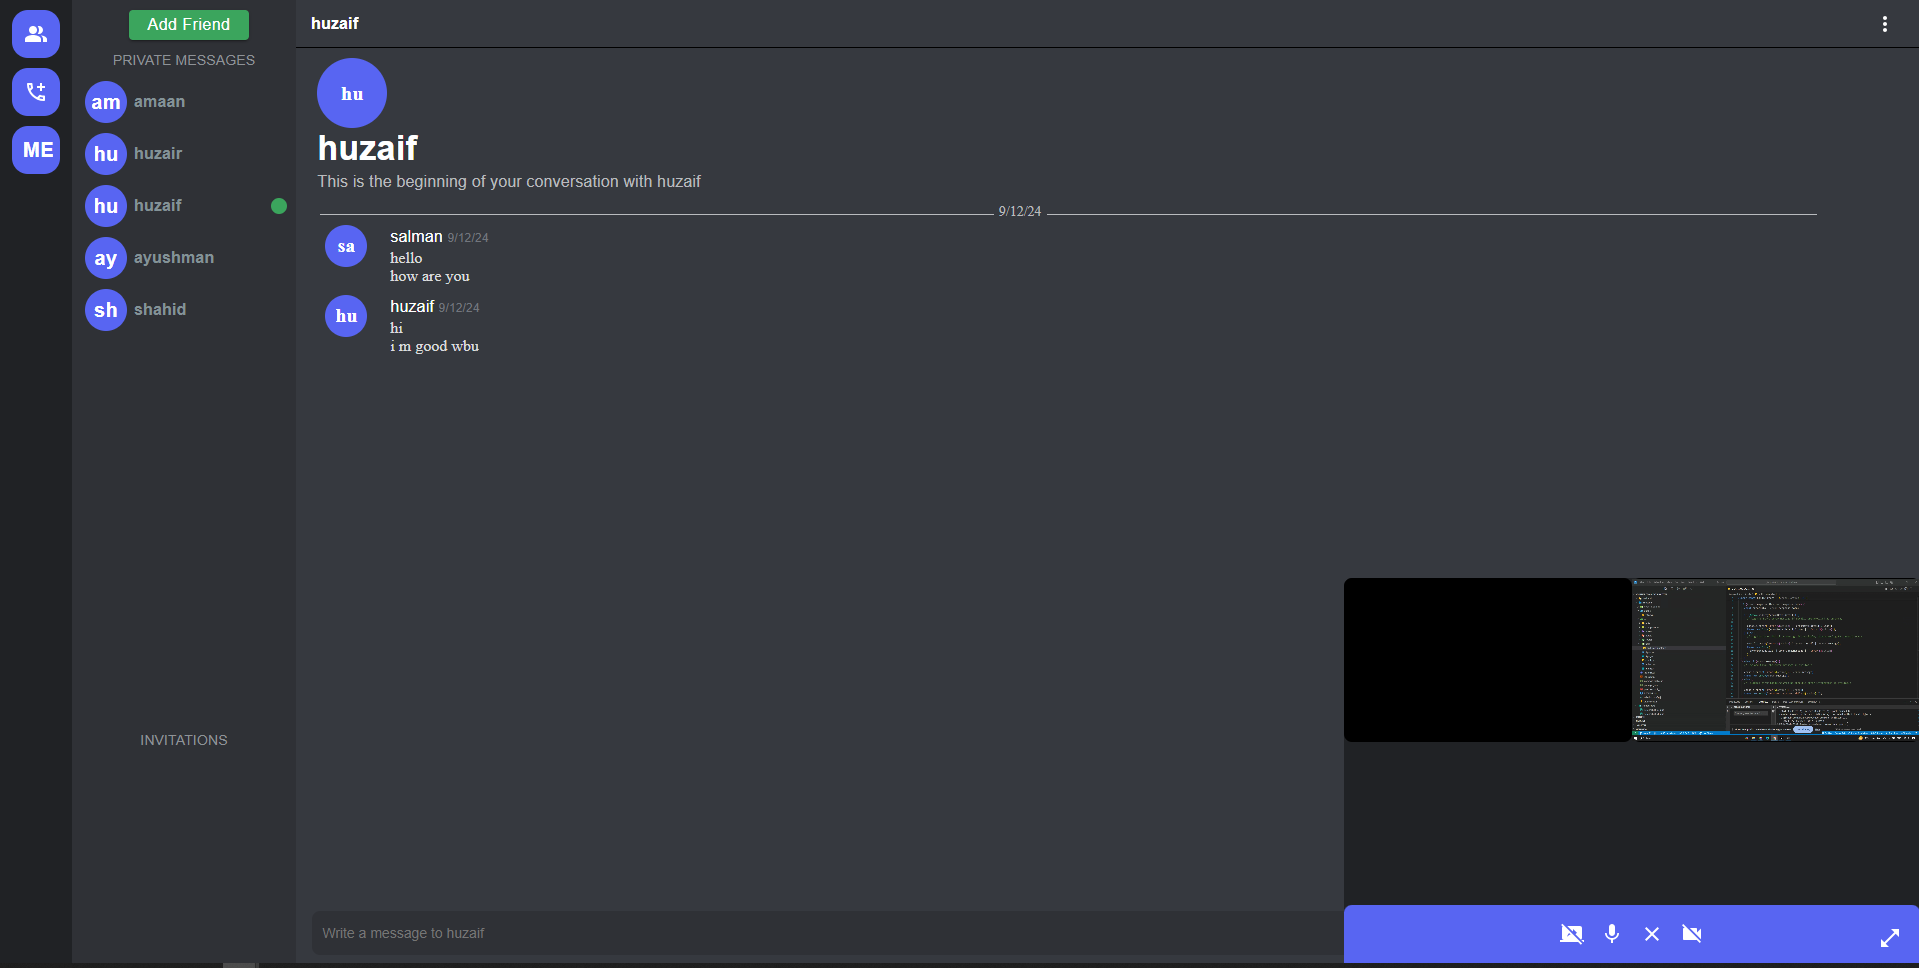 ME
Add Friend
PRIVATE MESSAGES
am amaan
hu huzair
hu huzaif
ay ayushman
sh shahid
INVITATIONS
huzaif
hu
huzaif
This is the beginning of your conversation with huzaif
9/12/24
sa
salman 9/12/24
hello
how are you
hu
huzaif 9/12/24
hi
i m good wbu
Write a message to huzaif